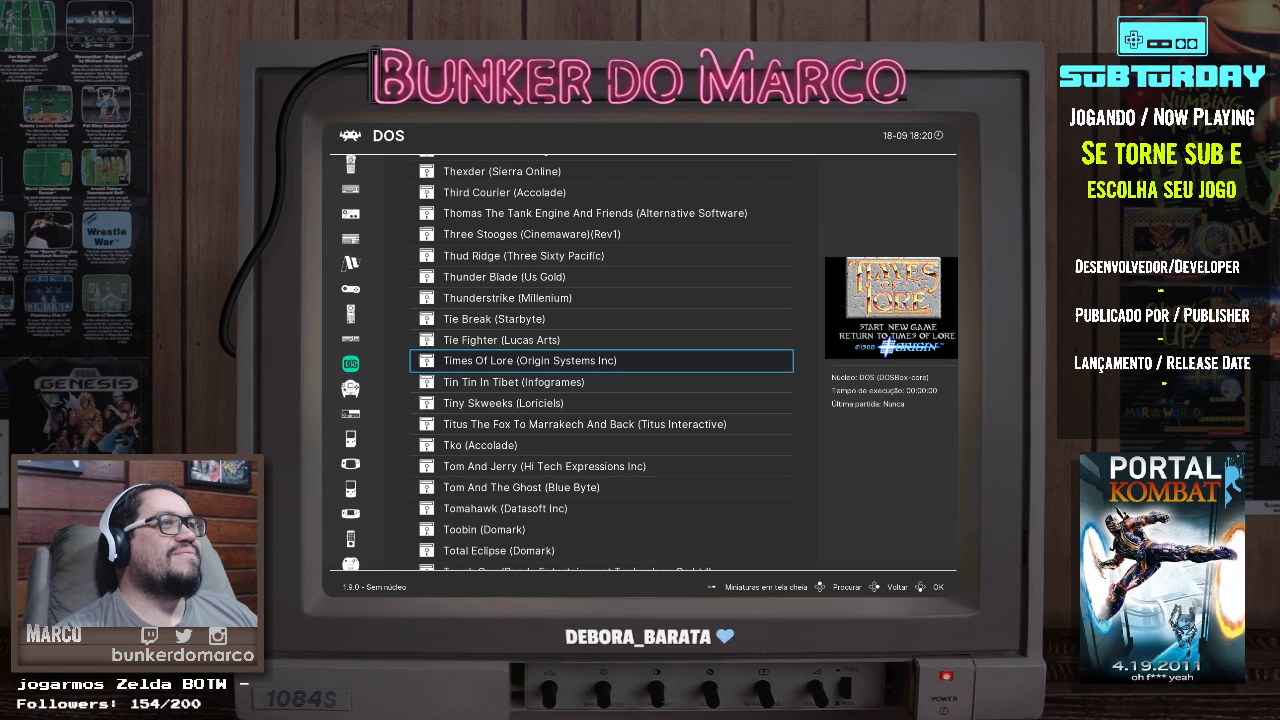 BUNKER DO MARCO
SUBTURDAY
JOGANDO / NOW PLAYING
SE TORNE SUB E
ESCOLHA SEU JOGO
DESENVOLVEDOR/DEVELOPER
-
PUBLICADO POR / PUBLISHER
-
LANÇAMENTO / RELEASE DATE
-
DOS
18-09 18:20
Thexder (Sierra Online)
Third Courier (Accolade)
Thomas The Tank Engine And Friends (Alternative Software)
Three Stooges (Cinemaware)(Rev1)
Thunder Blade (Us Gold)
Thunderstrike (Millenium)
Tie Break (Starbyte)
Tie Fighter (Lucas Arts)
Times Of Lore (Origin Systems Inc)
Tin Tin In Tibet (Infogrames)
Tiny Skweeks (Loriciels)
Titus The Fox To Marrakech And Back (Titus Interactive)
Tko (Accolade)
Tom And Jerry (Hi Tech Expressions Inc)
Tom And The Ghost (Blue Byte)
Tomahawk (Datasoft Inc)
Toobin (Domark)
Total Eclipse (Domark)
DOS
TIMES
OF
LORE
START NEW GAME
RETURN TO TIMES OF LORE
ORIGIN
Núcleo: DOS (DOSBox-core)
Tempo de execução: 00:00:00
Última partida: Nunca
1.9.0 - Sem núcleo
Miniaturas em tela cheia
Procurar
Voltar
OK
DEBORA_BARATA
1084S
POWER
GENESIS
Wrestle
War
MARCO
bunkerdomarco
jogarmos Zelda BOTW -
Followers: 154/200
PORTAL
KOMBAT
4.19.2011
oh f*** yeah